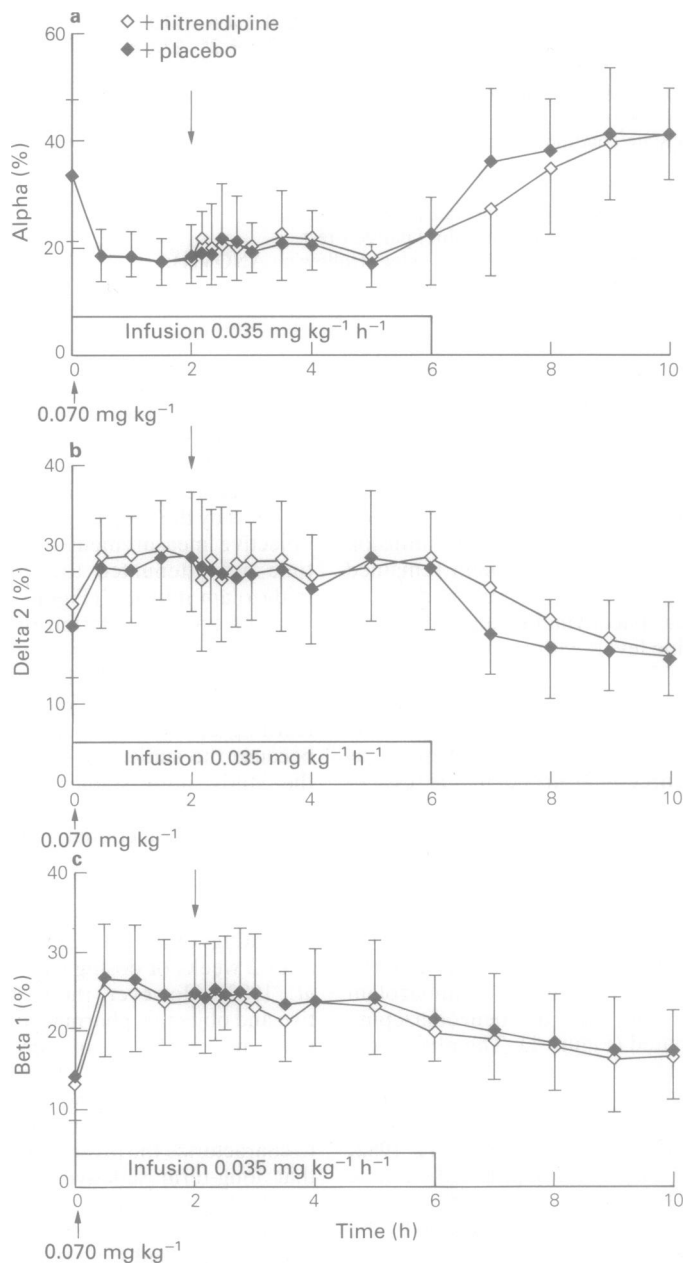 a
◇ + nitrendipine
◆ + placebo
60
40
20
0
Alpha (%)
Infusion 0.035 mg kg⁻¹ h⁻¹
0 2 4 6 8 10
0.070 mg kg⁻¹
b
40
30
20
10
0
Delta 2 (%)
Infusion 0.035 mg kg⁻¹ h⁻¹
0 2 4 6 8 10
0.070 mg kg⁻¹
c
40
30
20
10
0
Beta 1 (%)
Infusion 0.035 mg kg⁻¹ h⁻¹
0 2 4 6 8 10
Time (h)
0.070 mg kg⁻¹